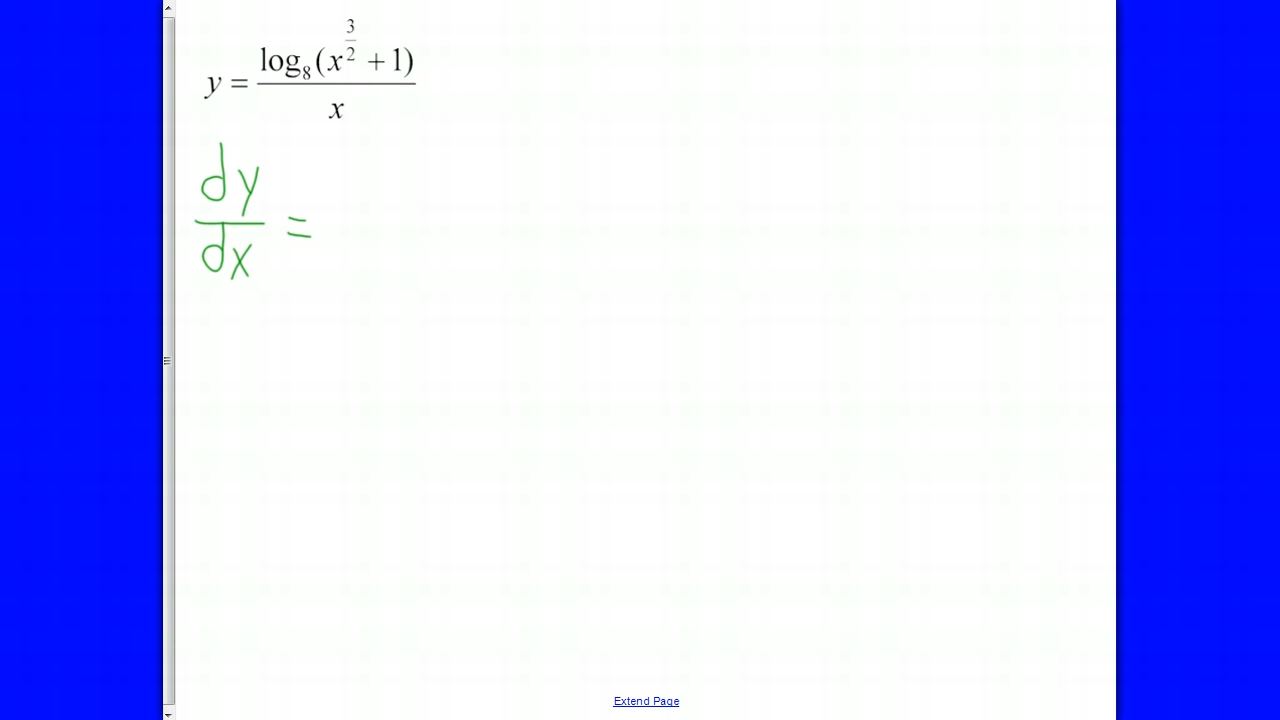 y = log₈(x^(3/2) + 1) / x
dy/dx =
Extend Page